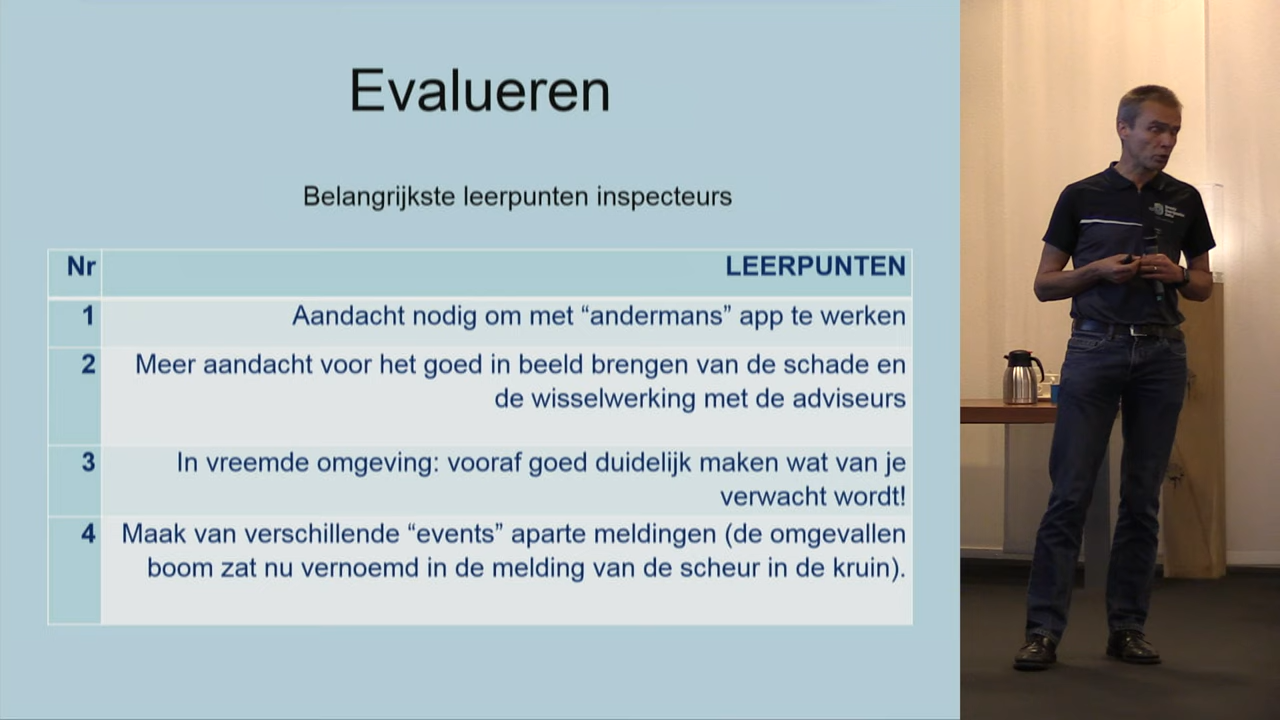 Evalueren
Belangrijkste leerpunten inspecteurs
Nr LEERPUNTEN
1 Aandacht nodig om met “andermans” app te werken
2 Meer aandacht voor het goed in beeld brengen van de schade en
de wisselwerking met de adviseurs
3 In vreemde omgeving: vooraf goed duidelijk maken wat van je
verwacht wordt!
4 Maak van verschillende “events” aparte meldingen (de omgevallen
boom zat nu vernoemd in de melding van de scheur in de kruin).